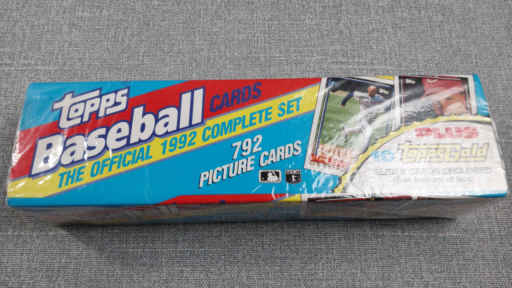 Topps
Baseball CARDS
THE OFFICIAL 1992 COMPLETE SET
792
PICTURE CARDS
PLUS
Topps Gold